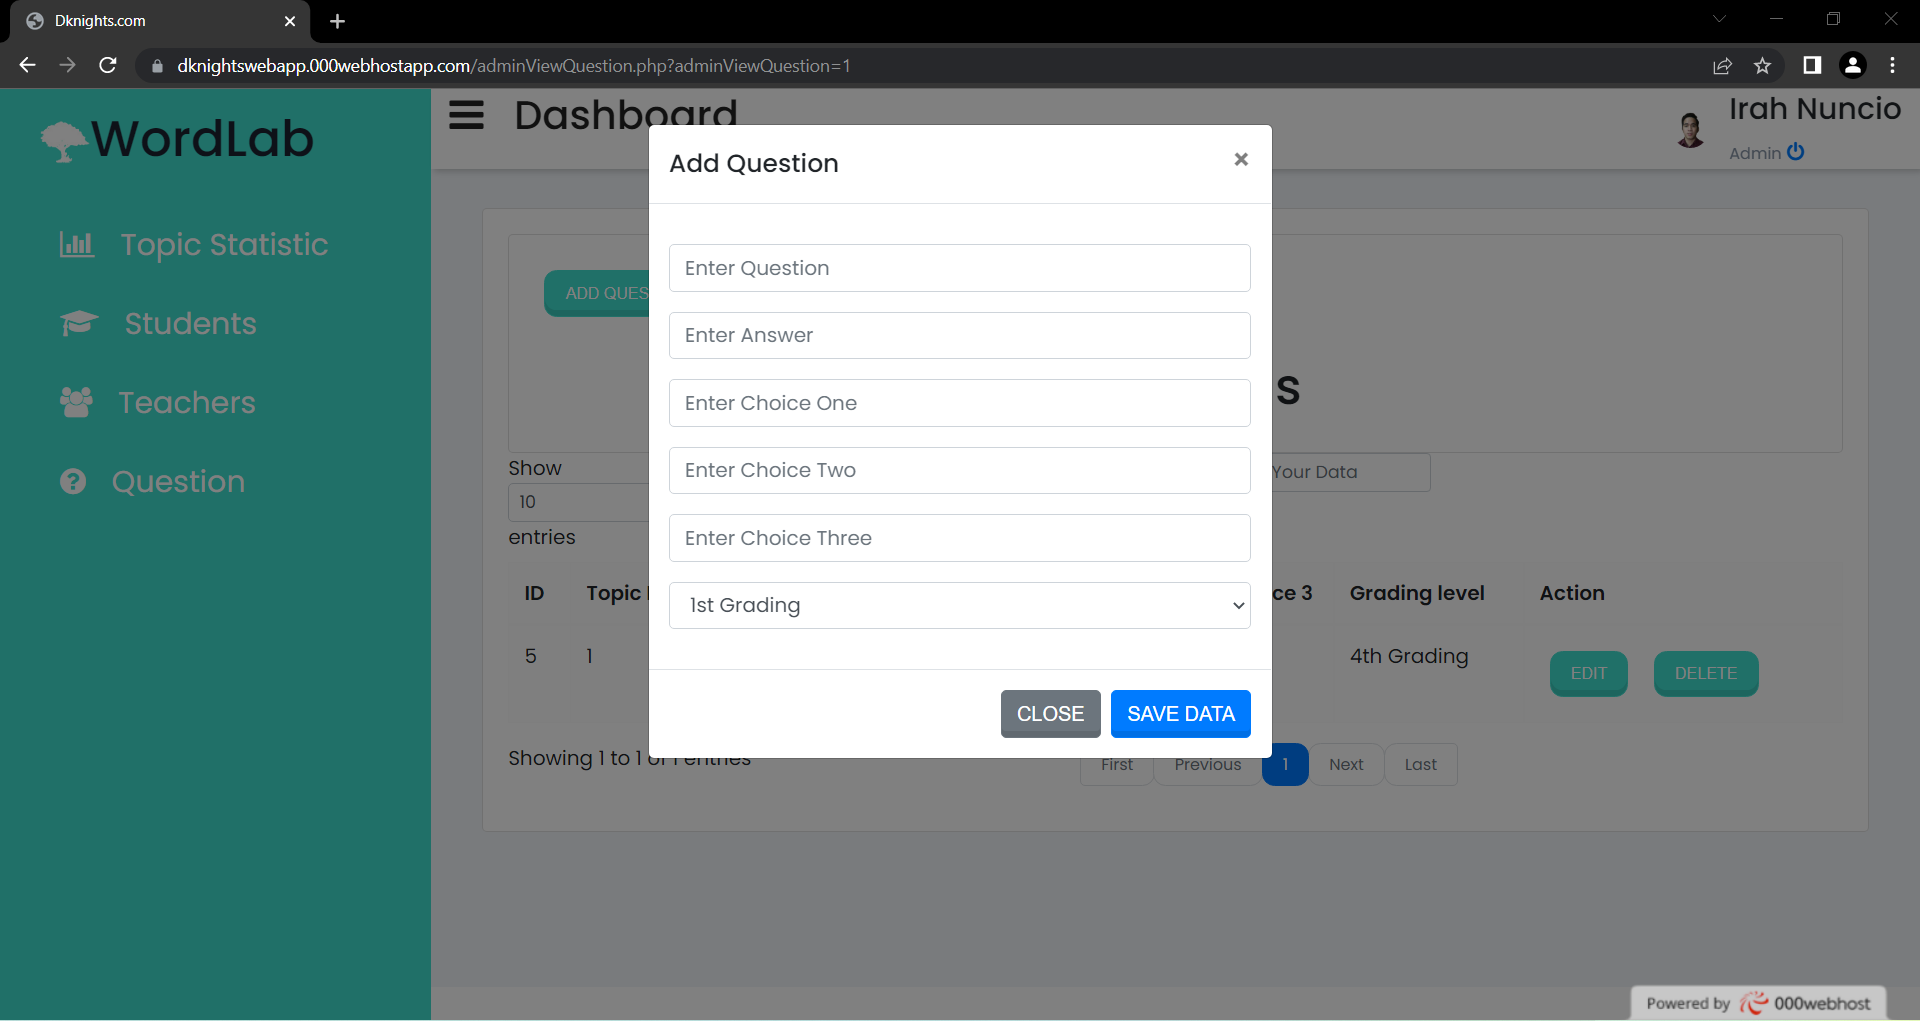 Dknights.com
dknightswebapp.000webhostapp.com/adminViewQuestion.php?adminViewQuestion=1
WordLab
Topic Statistic
Students
Teachers
Question
Dashboard
Irah Nuncio
Admin
Add Question
×
Enter Question
Enter Answer
Enter Choice One
Enter Choice Two
Enter Choice Three
1st Grading
CLOSE SAVE DATA
ADD QUES
s
Show
10
entries
Your Data
ID Topic ce 3 Grading level Action
5 1 4th Grading EDIT DELETE
Showing 1 to 1 of 1 entries
First Previous 1 Next Last
Powered by 000webhost